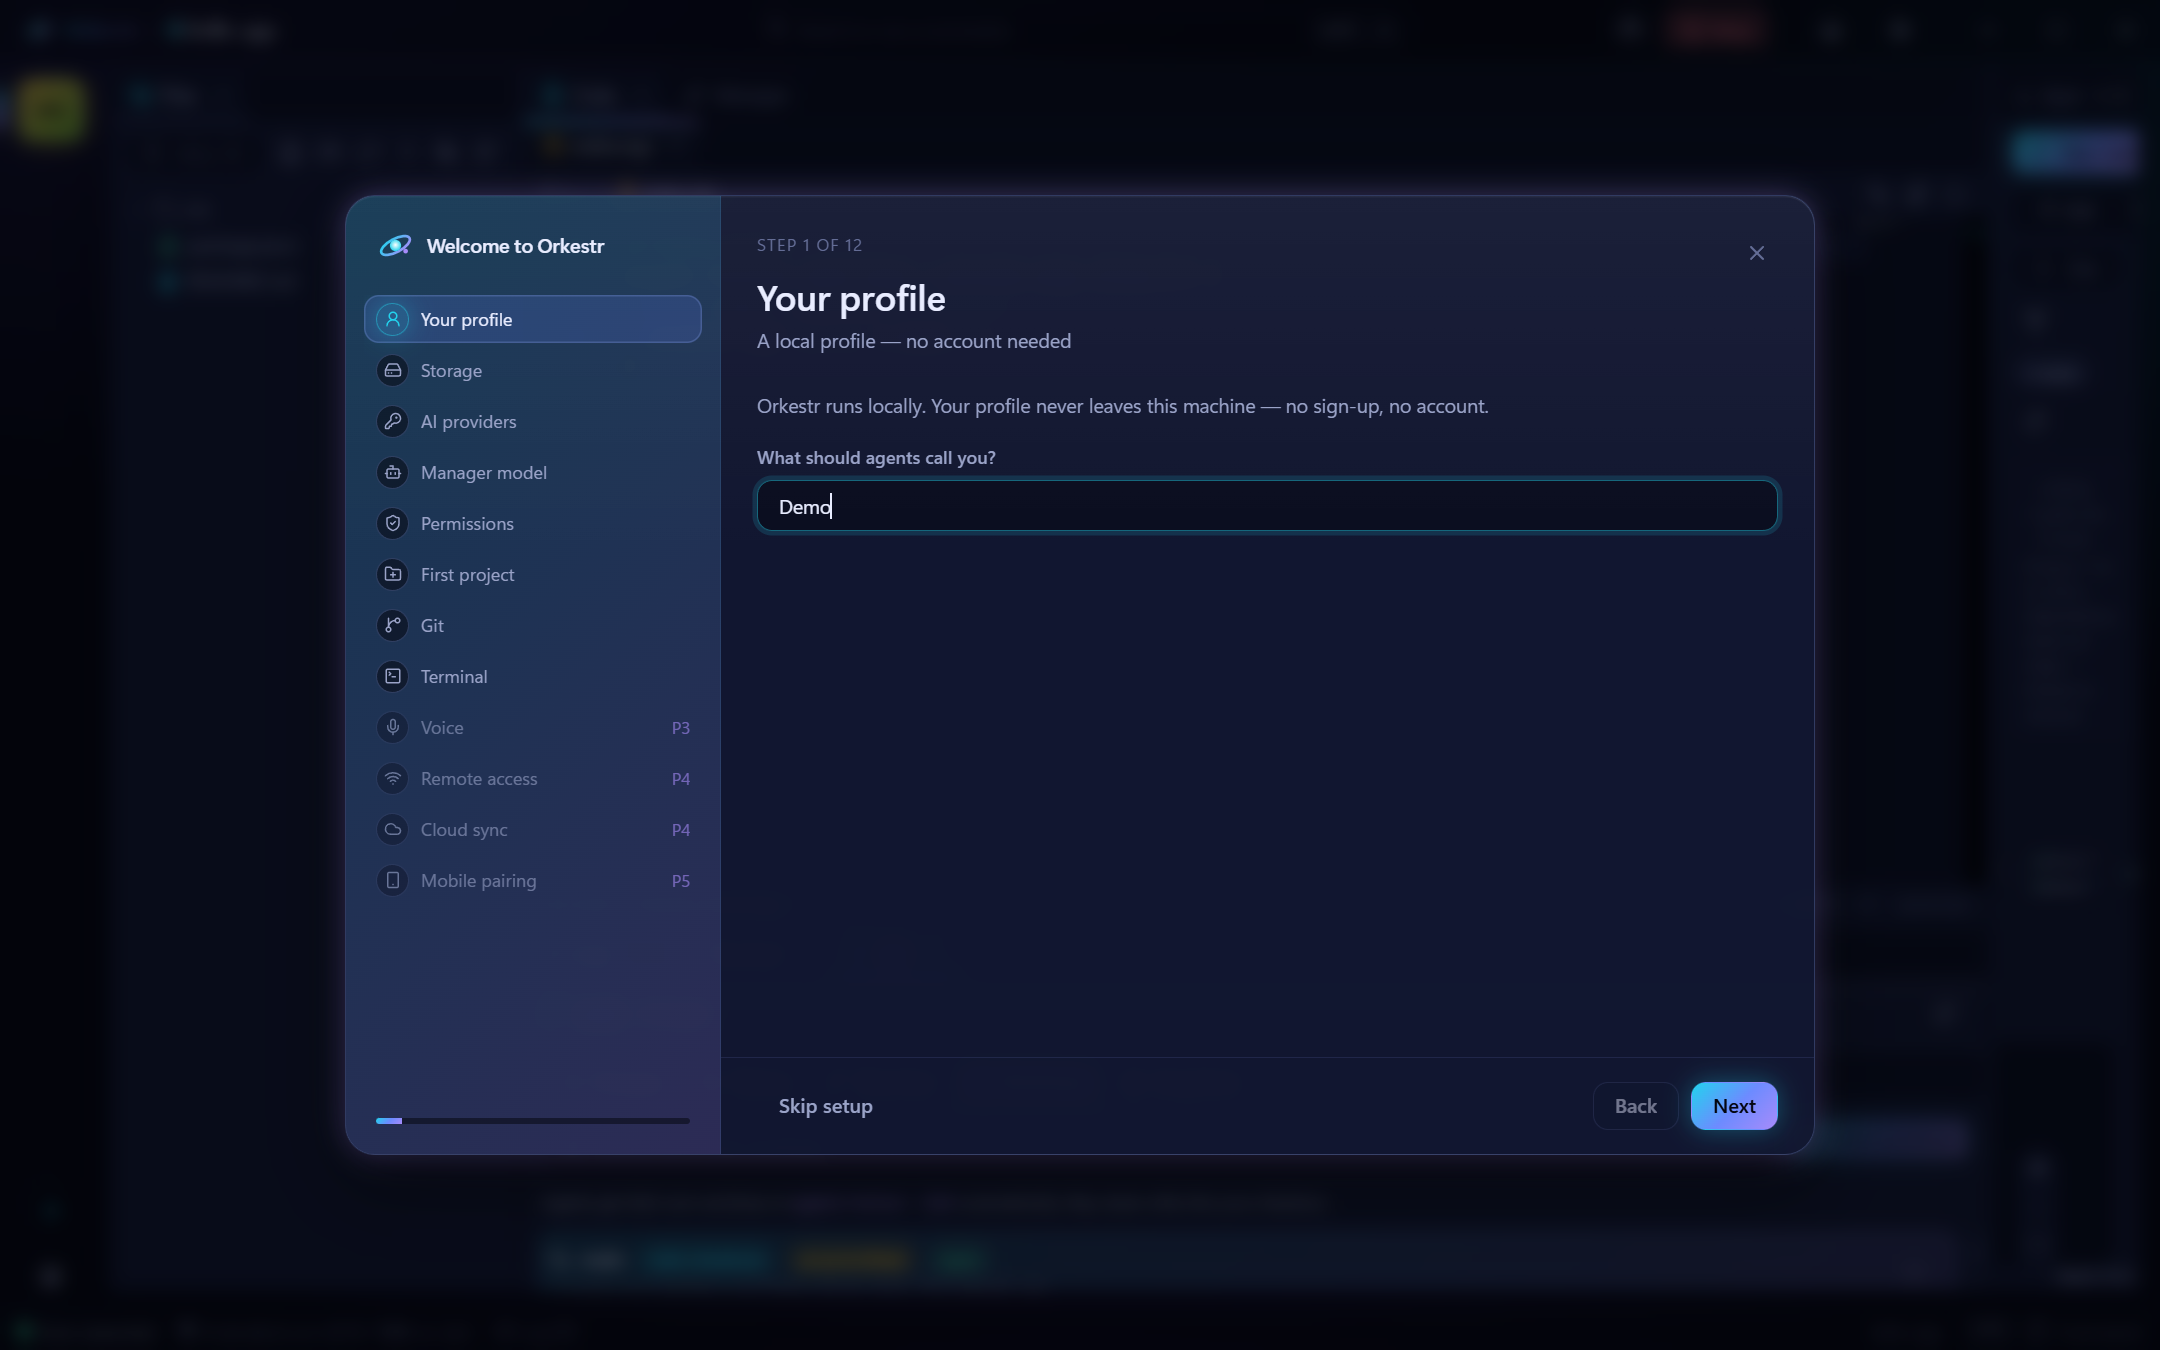 Welcome to Orkestr
Your profile
Storage
AI providers
Manager model
Permissions
First project
Git
Terminal
Voice P3
Remote access P4
Cloud sync P4
Mobile pairing P5
STEP 1 OF 12
Your profile
A local profile — no account needed
Orkestr runs locally. Your profile never leaves this machine — no sign-up, no account.
What should agents call you?
Demo
Skip setup
Back
Next